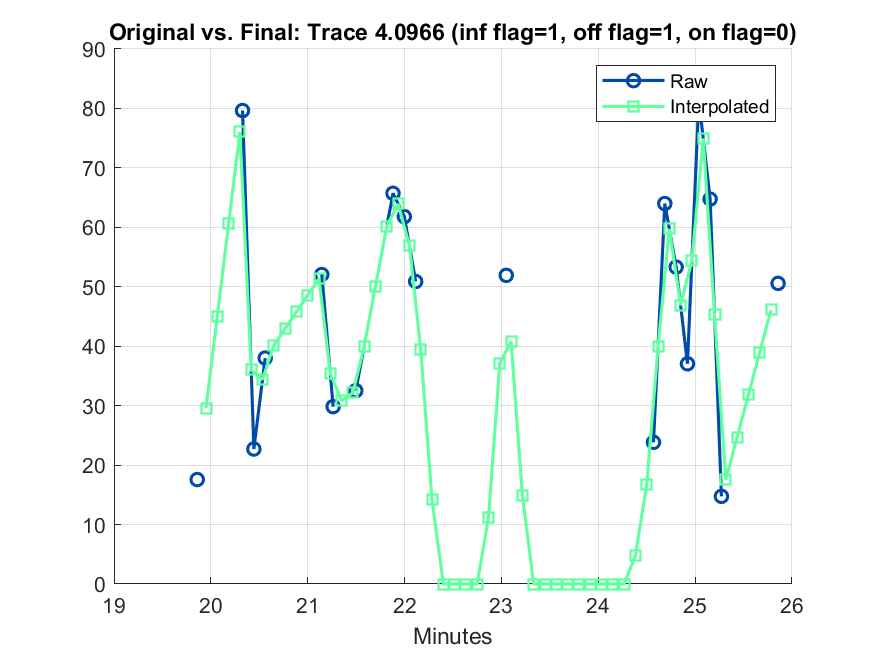 Original vs. Final: Trace 4.0966 (inf flag=1, off flag=1, on flag=0)
90
80
70
60
50
40
30
20
10
0
Raw
Interpolated
19 20 21 22 23 24 25 26
Minutes